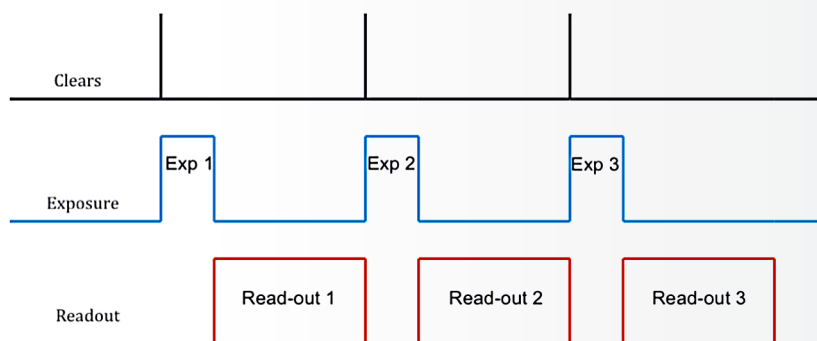 Clears
Exp 1
Exp 2
Exp 3
Exposure
Read-out 1
Read-out 2
Read-out 3
Readout